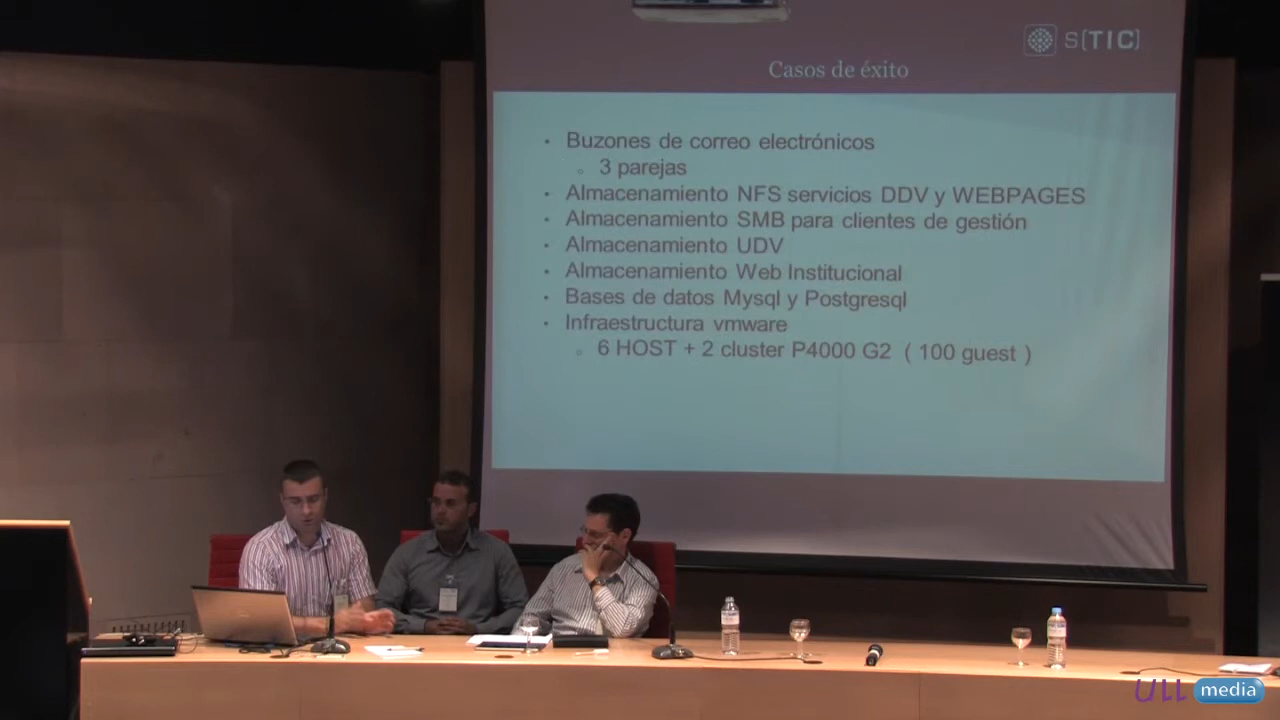 S[TIC]
Casos de éxito
• Buzones de correo electrónicos
○ 3 parejas
• Almacenamiento NFS servicios DDV y WEBPAGES
• Almacenamiento SMB para clientes de gestión
• Almacenamiento UDV
• Almacenamiento Web Institucional
• Bases de datos Mysql y Postgresql
• Infraestructura vmware
○ 6 HOST + 2 cluster P4000 G2 ( 100 guest )
ULL media